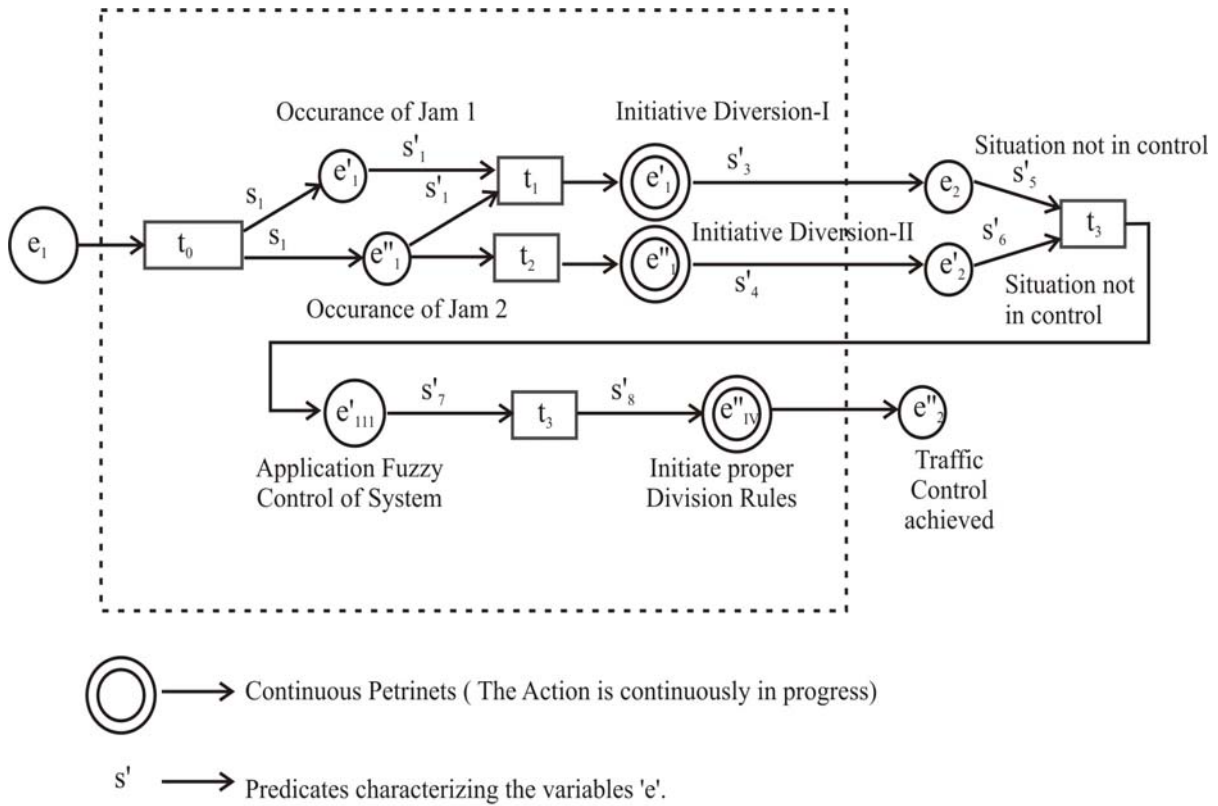 Occurance of Jam 1
Initiative Diversion-I
Situation not in control
s'₁
s'₃
s'₅
e'₁
t₁
e'₁
e₂
s₁
s'₁
t₃
e₁
t₀
s₁
e"₁
t₂
e"₁
Initiative Diversion-II
s'₄
e'₂
s'₆
Occurance of Jam 2
Situation not
in control
e'₁₁₁
s'₇
t₃
s'₈
e"IV
e"₂
Application Fuzzy
Control of System
Initiate proper
Division Rules
Traffic
Control
achieved
Continuous Petrinets ( The Action is continuously in progress)
s'
Predicates characterizing the variables 'e'.